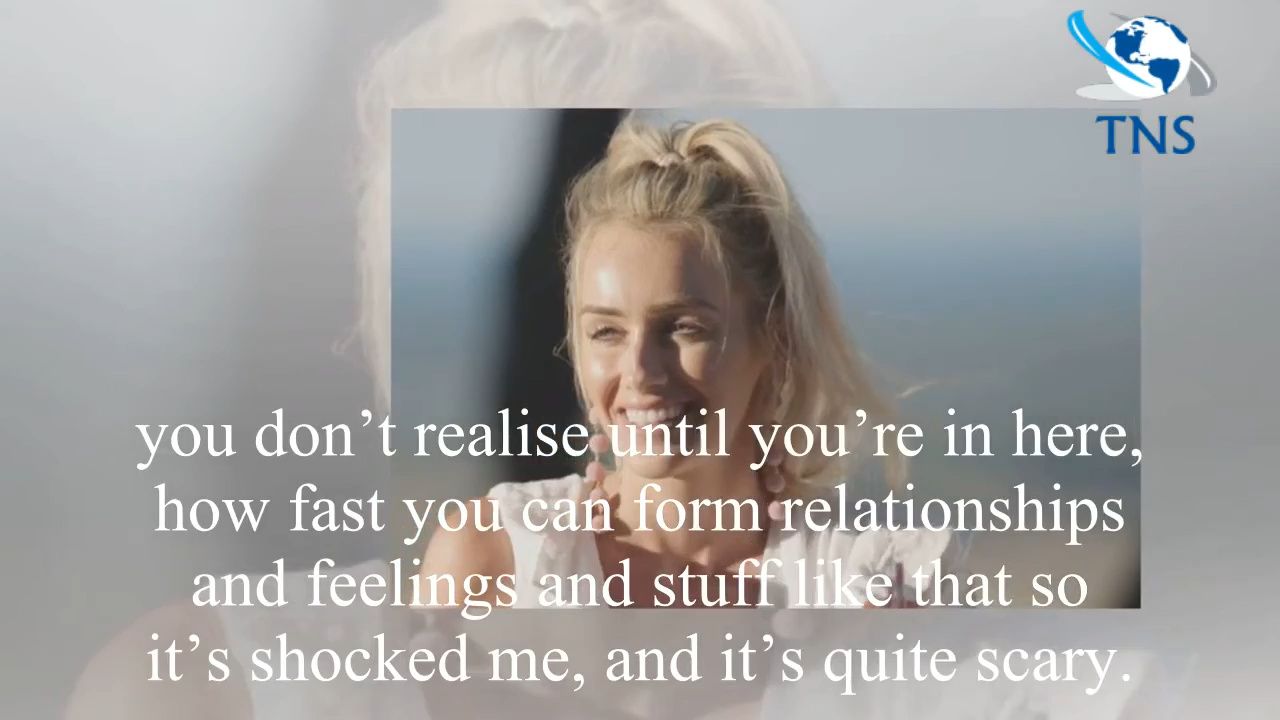 TNS
you don’t realise until you’re in here,
how fast you can form relationships
and feelings and stuff like that so
it’s shocked me, and it’s quite scary.